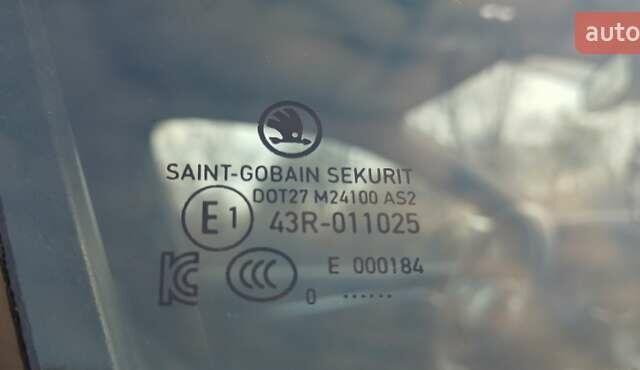 auto
SAINT-GOBAIN SEKURIT
DOT27 M24100 AS2
E1 43R-011025
KC CCC E 000184
0 ......